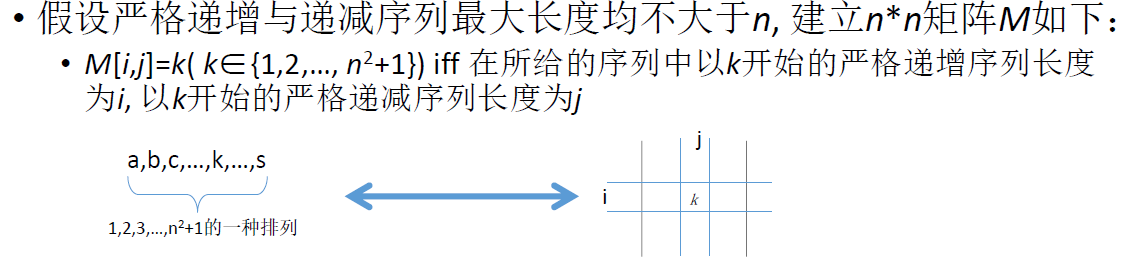 • 假设严格递增与递减序列最大长度均不大于n, 建立n*n矩阵M如下：
• M[i,j]=k( k∈{1,2,…, n²+1}) iff 在所给的序列中以k开始的严格递增序列长度
为i, 以k开始的严格递减序列长度为j
j
a,b,c,…,k,…,s
i
k
1,2,3,…,n²+1的一种排列